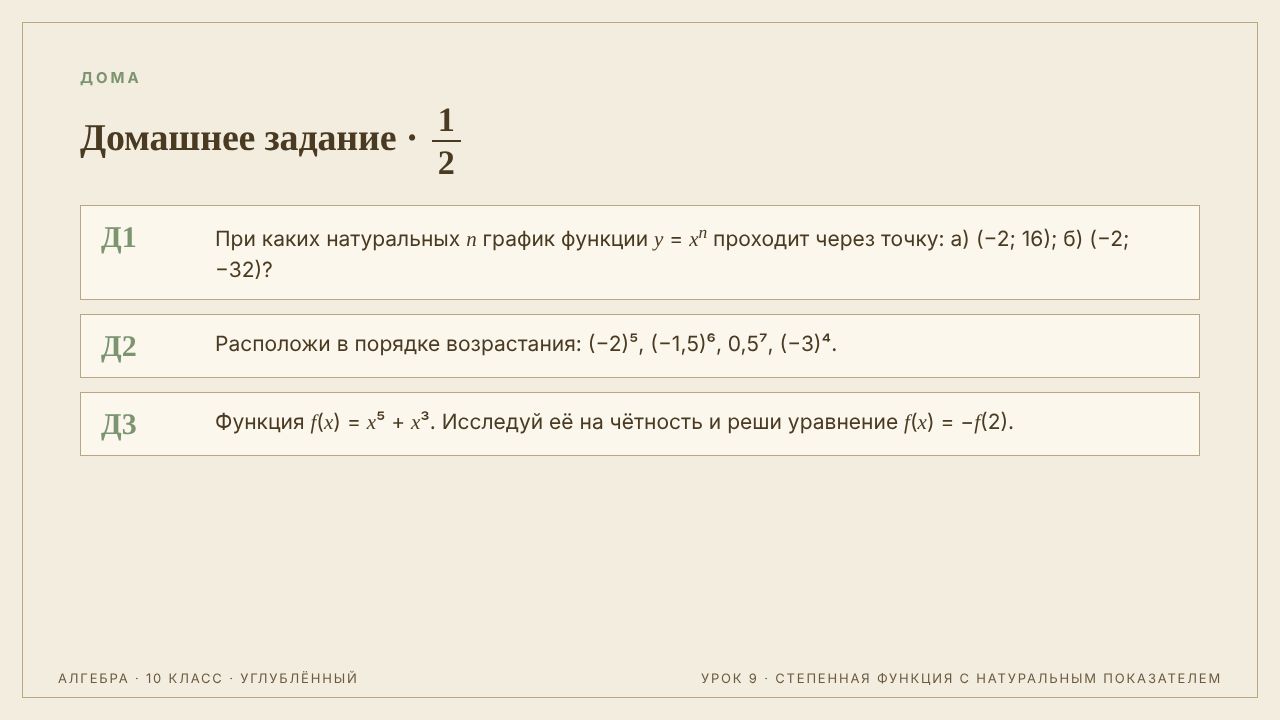 ДОМА
Домашнее задание · 1/2
Д1
При каких натуральных n график функции y = xⁿ проходит через точку: а) (−2; 16); б) (−2;
−32)?
Д2
Расположи в порядке возрастания: (−2)⁵, (−1,5)⁶, 0,5⁷, (−3)⁴.
Д3
Функция f(x) = x⁵ + x³. Исследуй её на чётность и реши уравнение f(x) = −f(2).
АЛГЕБРА · 10 КЛАСС · УГЛУБЛЁННЫЙ
УРОК 9 · СТЕПЕННАЯ ФУНКЦИЯ С НАТУРАЛЬНЫМ ПОКАЗАТЕЛЕМ